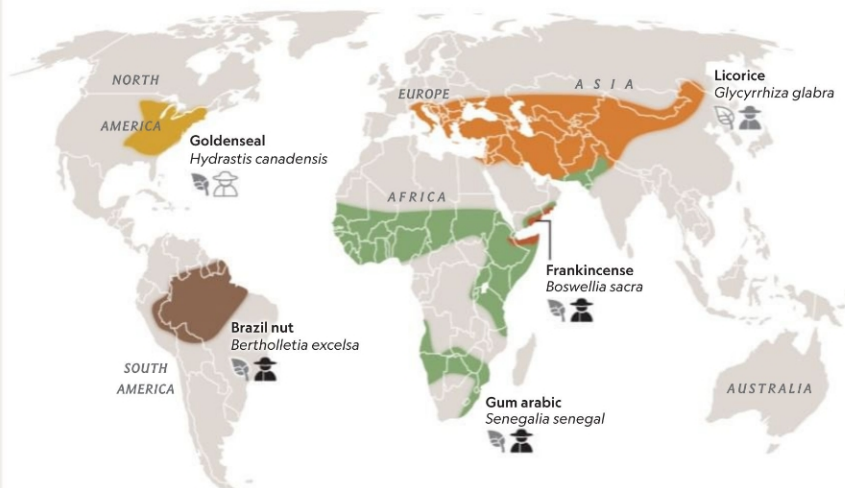 NORTH
AMERICA
Goldenseal
Hydrastis canadensis
EUROPE
ASIA
Licorice
Glycyrrhiza glabra
AFRICA
Frankincense
Boswellia sacra
Brazil nut
Bertholletia excelsa
SOUTH
AMERICA
Gum arabic
Senegalia senegal
AUSTRALIA